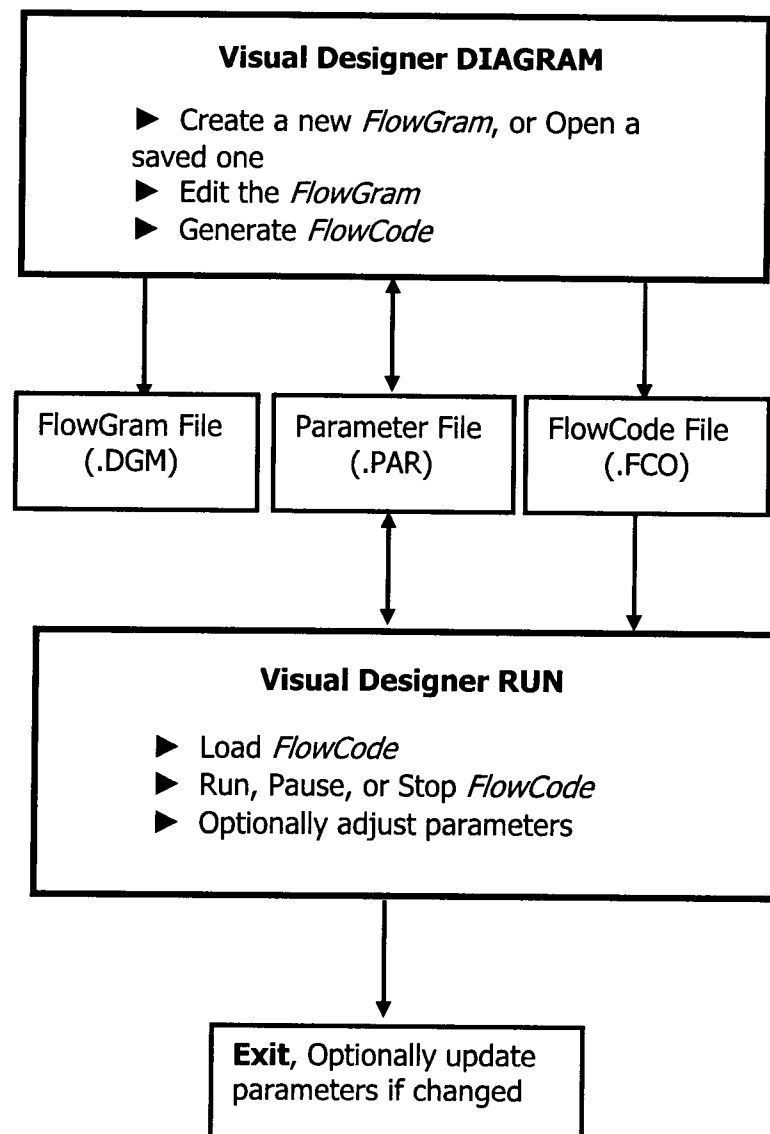 Visual Designer DIAGRAM
► Create a new FlowGram, or Open a
saved one
► Edit the FlowGram
► Generate FlowCode
FlowGram File
(.DGM)
Parameter File
(.PAR)
FlowCode File
(.FCO)
Visual Designer RUN
► Load FlowCode
► Run, Pause, or Stop FlowCode
► Optionally adjust parameters
Exit, Optionally update
parameters if changed